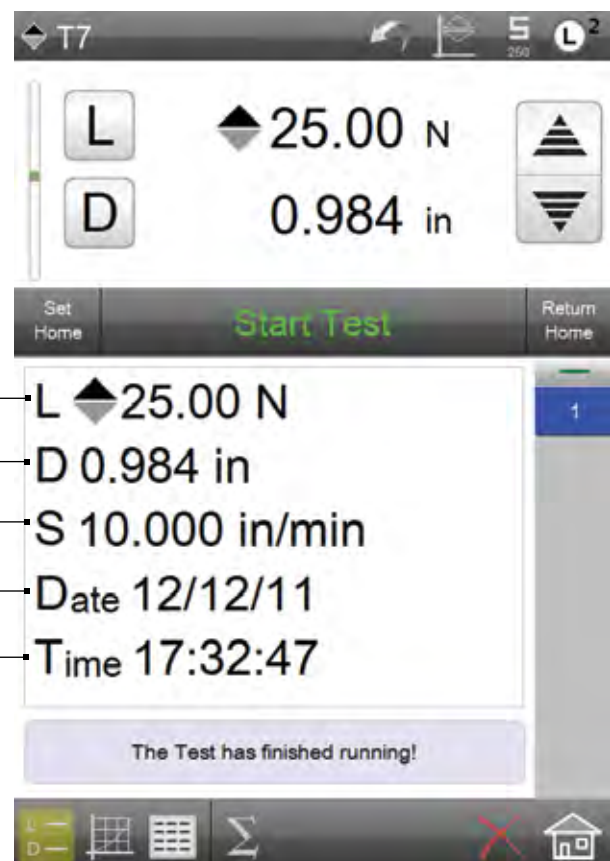 T7 S 250 L 2
L 25.00 N
D 0.984 in
Set Home Start Test Return Home
L 25.00 N 1
D 0.984 in
S 10.000 in/min
Date 12/12/11
Time 17:32:47
The Test has finished running!
L D Σ